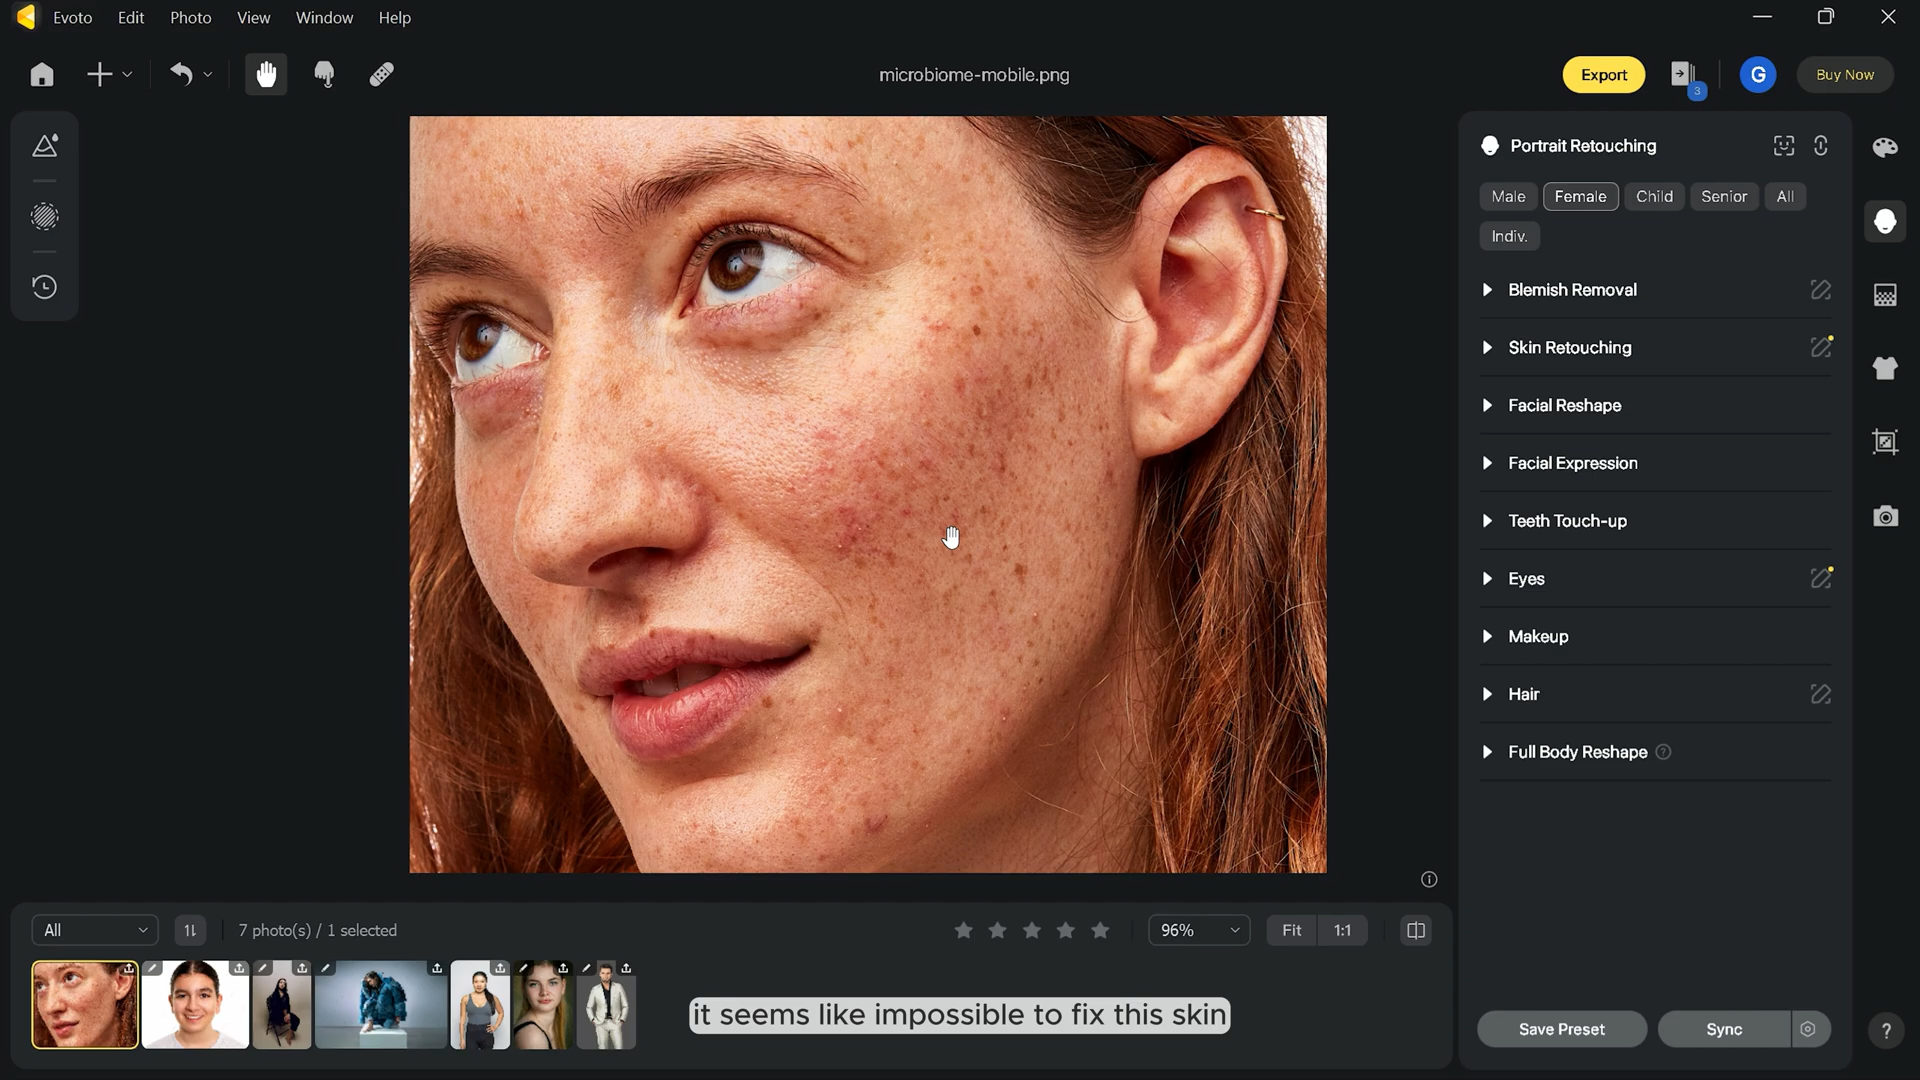 Evoto Edit Photo View Window Help
microbiome-mobile.png
Export
3
G
Buy Now
Portrait Retouching
Male Female Child Senior All
Indiv.
Blemish Removal
Skin Retouching
Facial Reshape
Facial Expression
Teeth Touch-up
Eyes
Makeup
Hair
Full Body Reshape ?
All
7 photo(s) / 1 selected
96%
Fit 1:1
it seems like impossible to fix this skin
Save Preset
Sync
?